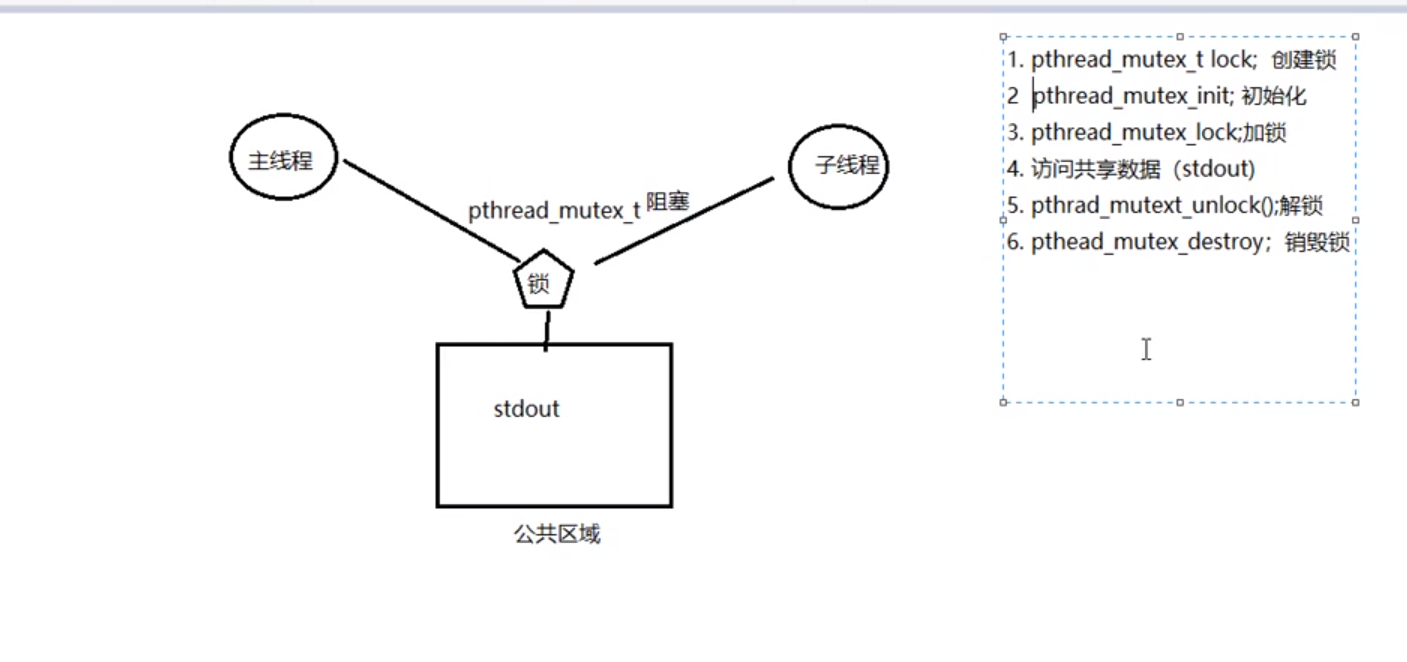 主线程
子线程
pthread_mutex_t 阻塞
锁
stdout
公共区域
1. pthread_mutex_t lock;  创建锁
2  pthread_mutex_init; 初始化
3. pthread_mutex_lock;加锁
4. 访问共享数据（stdout)
5. pthrad_mutext_unlock();解锁
6. pthead_mutex_destroy；销毁锁